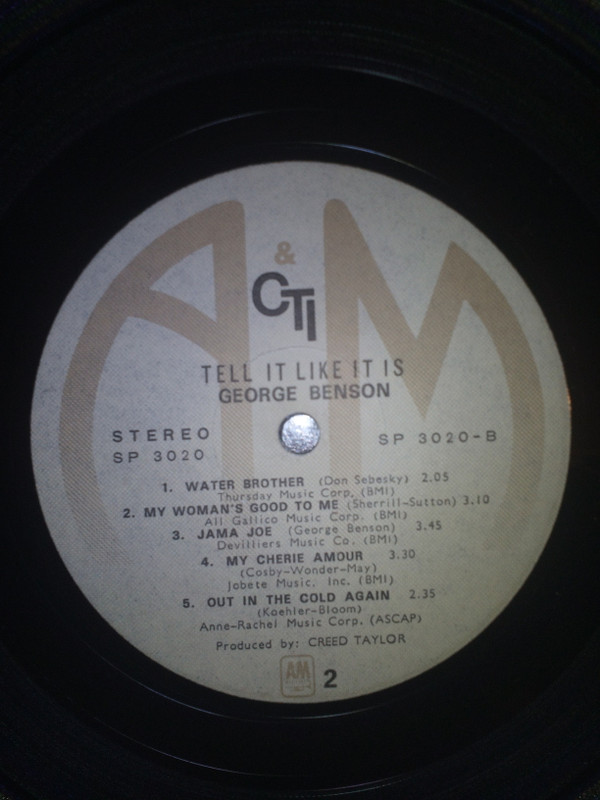 A&M
CTI
TELL IT LIKE IT IS
GEORGE BENSON
STEREO
SP 3020
SP 3020-B
1. WATER BROTHER (Don Sebesky) 2.05
Thursday Music Corp. (BMI)
2. MY WOMAN'S GOOD TO ME (Sherrill-Sutton) 3.10
All Gallico Music Corp. (BMI)
3. JAMA JOE (George Benson) 3.45
Devilliers Music Co. (BMI)
4. MY CHERIE AMOUR 3.30
(Cosby-Wonder-May)
Jobete Music, Inc. (BMI)
5. OUT IN THE COLD AGAIN 2.35
(Koehler-Bloom)
Anne-Rachel Music Corp. (ASCAP)
Produced by: CREED TAYLOR
AM
2